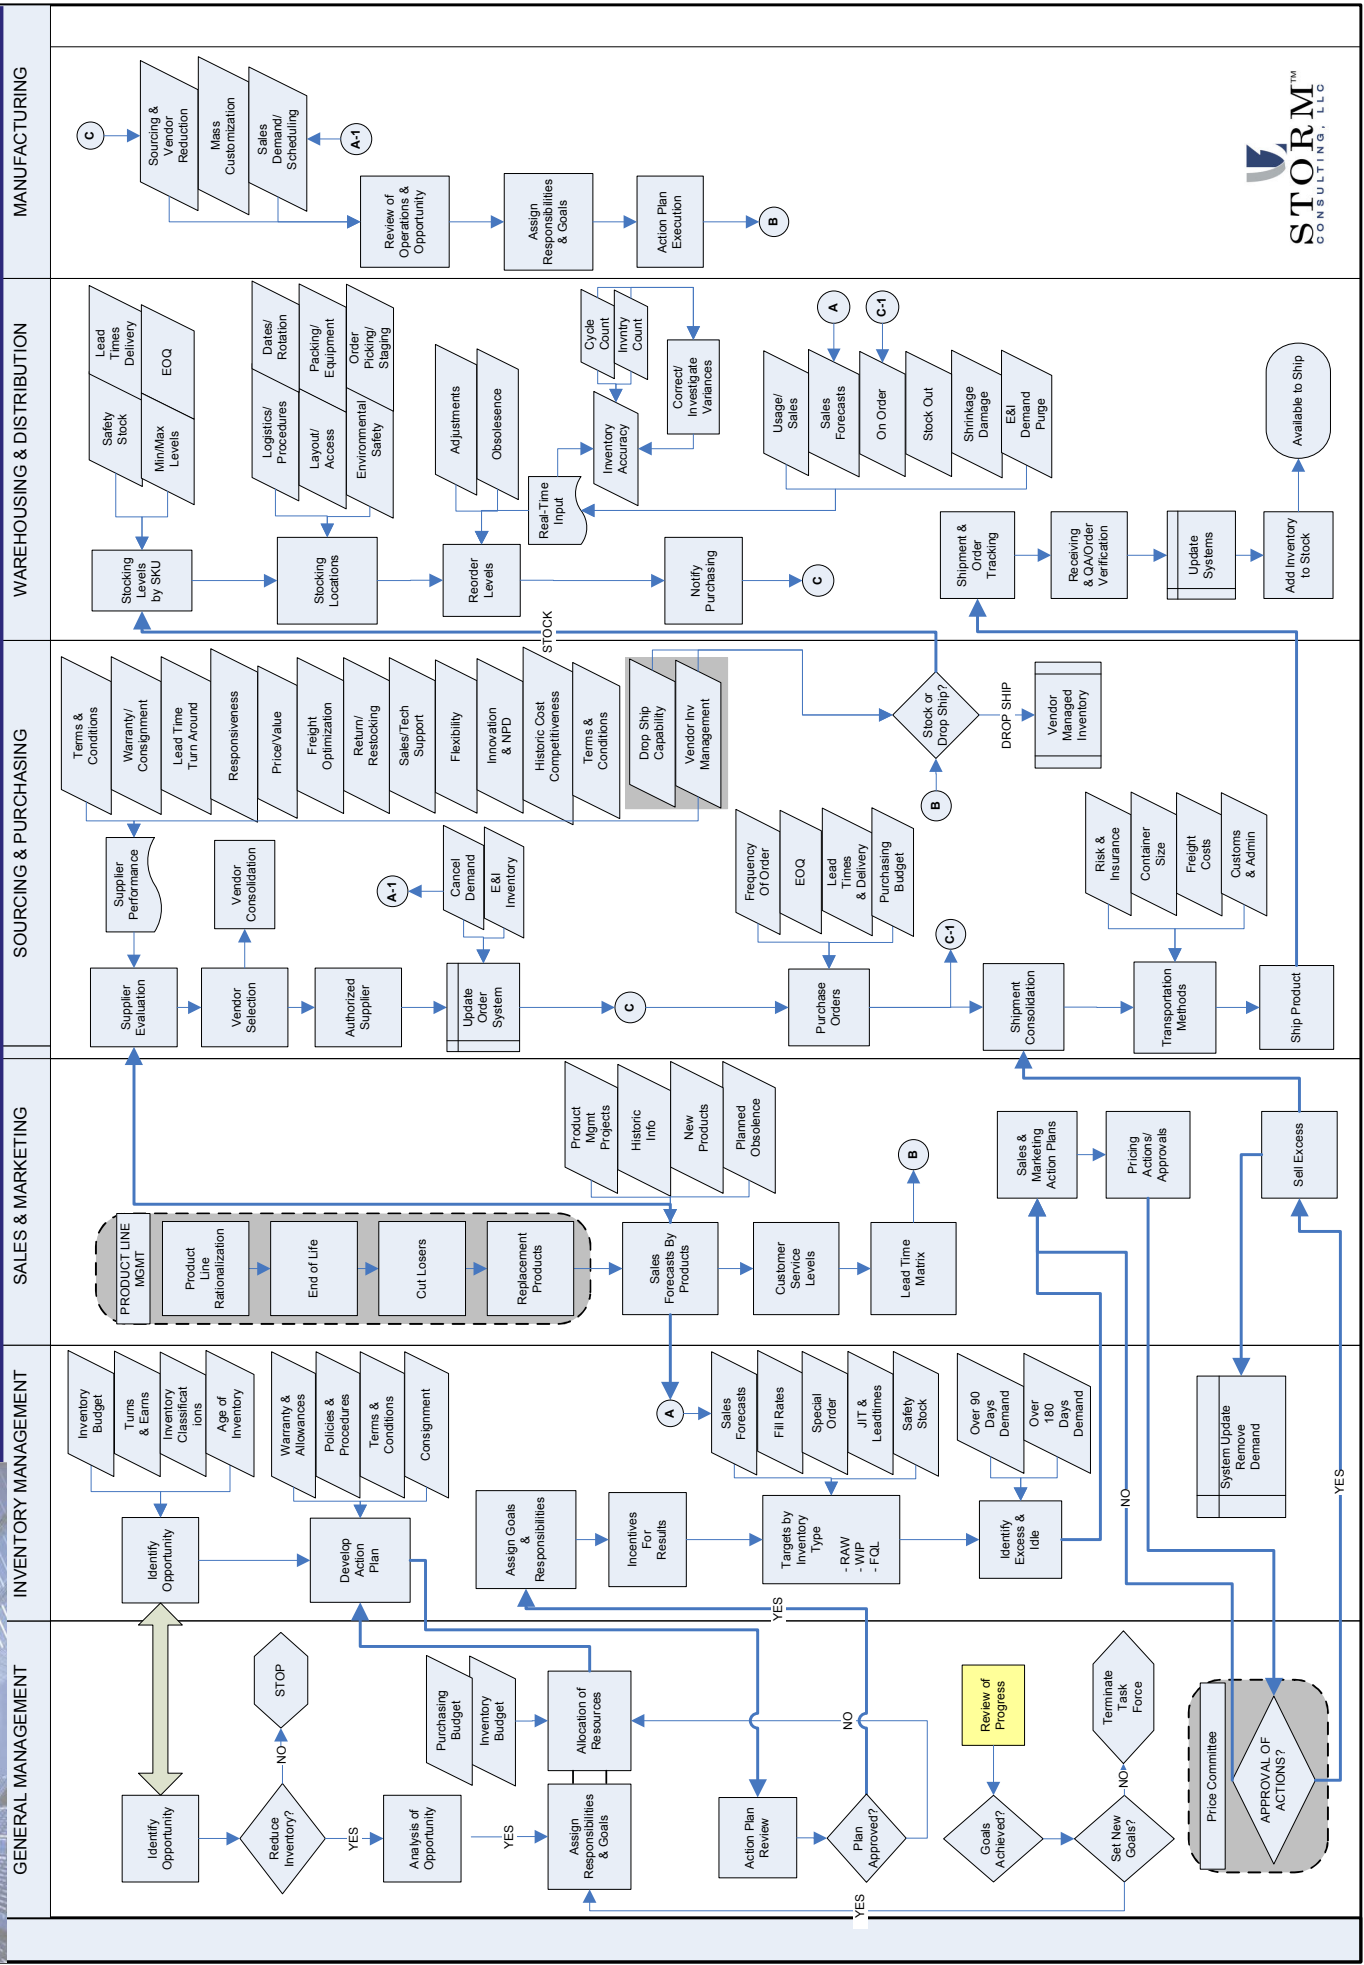 MANUFACTURING
C
Sourcing &
Vendor
Reduction
Mass
Customization
Sales
Demand/
Scheduling
A-1
Review of
Operations &
Opportunity
Assign
Responsibilities
& Goals
Action Plan
Execution
B
STORM™
CONSULTING, LLC
WAREHOUSING & DISTRIBUTION
Lead
Times
Delivery
EOQ
Safety
Stock
Min/Max
Levels
Stocking
Levels
by SKU
Dates/
Rotation
Packing/
Equipment
Order
Picking/
Staging
Logistics/
Procedures
Layout/
Access
Environmental
Safety
Stocking
Locations
Adjustments
Obsolesence
Reorder
Levels
Real-Time
Input
Cycle
Count
Invntry
Count
Inventory
Accuracy
Correct/
Investigate
Variances
Notify
Purchasing
C
Usage/
Sales
Sales
Forecasts
On Order
Stock Out
Shrinkage
Damage
E&I
Demand
Purge
A
C-1
Shipment &
Order
Tracking
Receiving
& QA/Order
Verification
Update
Systems
Add Inventory
to Stock
Available to Ship
SOURCING & PURCHASING
Terms &
Conditions
Warranty/
Consignment
Lead Time
Turn Around
Responsiveness
Price/Value
Freight
Optimization
Return/
Restocking
Sales/Tech
Support
Flexibility
Innovation
& NPD
Historic Cost
Competitiveness
Terms &
Conditions
Drop Ship
Capability
Vendor Inv
Management
STOCK
Stock or
Drop Ship?
DROP SHIP
Vendor
Managed
Inventory
B
Supplier
Performance
Vendor
Consolidation
A-1
Cancel
Demand
E&I
Inventory
Frequency
Of Order
EOQ
Lead
Times
& Delivery
Purchasing
Budget
C-1
Risk &
Insurance
Container
Size
Freight
Costs
Customs
& Admin
Supplier
Evaluation
Vendor
Selection
Authorized
Supplier
Update
Order
System
C
Purchase
Orders
Shipment
Consolidation
Transportation
Methods
Ship Product
SALES & MARKETING
Product
Mgmt
Projects
Historic
Info
New
Products
Planned
Obsolence
PRODUCT LINE
MGMT
Product
Line
Rationalization
End of Life
Cut Losers
Replacement
Products
Sales
Forecasts By
Products
Customer
Service
Levels
Lead Time
Matrix
B
Sales &
Marketing
Action Plans
Pricing
Actions/
Approvals
Sell Excess
INVENTORY MANAGEMENT
Inventory
Budget
Turns
& Earns
Inventory
Classificat
ions
Age of
Inventory
Identify
Opportunity
Warranty &
Allowances
Policies &
Procedures
Terms &
Conditions
Consignment
Develop
Action
Plan
Assign Goals
&
Responsibilities
Incentives
For
Results
A
Sales
Forecasts
Fill Rates
Special
Order
JIT &
Leadtimes
Safety
Stock
Targets by
Inventory
Type
- RAW
- WIP
- FQL
Over 90
Days
Demand
Over
180
Days
Demand
Identify
Excess &
Idle
NO
System Update
Remove
Demand
YES
GENERAL MANAGEMENT
Identify
Opportunity
Reduce
Inventory?
NO
STOP
YES
Analysis of
Opportunity
YES
Purchasing
Budget
Inventory
Budget
Allocation of
Resources
Assign
Responsibilities
& Goals
Action Plan
Review
Plan
Approved?
YES
NO
Review of
Progress
Goals
Achieved?
Set New
Goals?
NO
Terminate
Task
Force
YES
Price Committee
APPROVAL OF
ACTIONS?